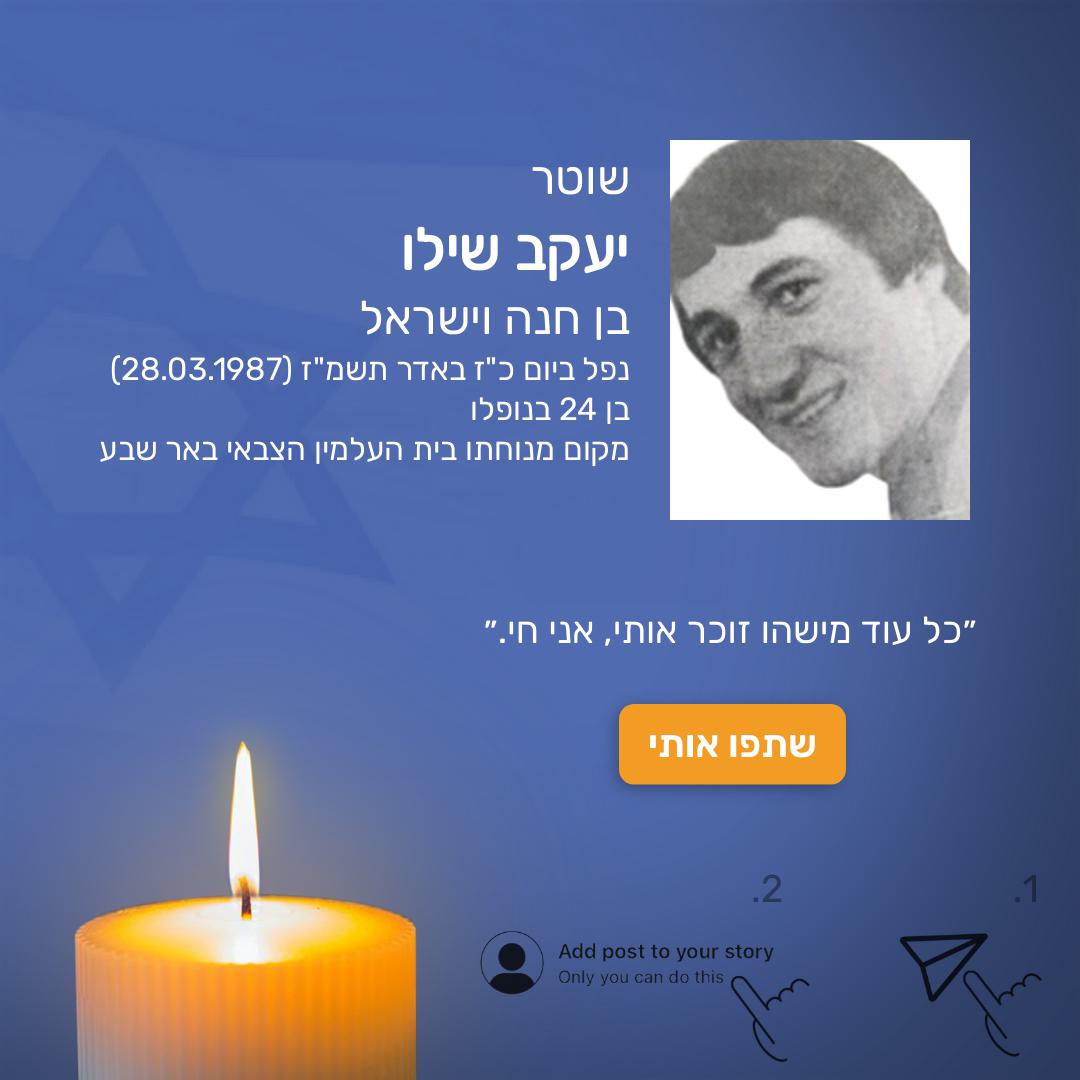 שוטר
יעקב שילו
בן חנה וישראל
נפל ביום כ"ז באדר תשמ"ז (28.03.1987)
בן 24 בנופלו
מקום מנוחתו בית העלמין הצבאי באר שבע
"כל עוד מישהו זוכר אותי, אני חי."
שתפו אותי
1.
2.
Add post to your story
Only you can do this